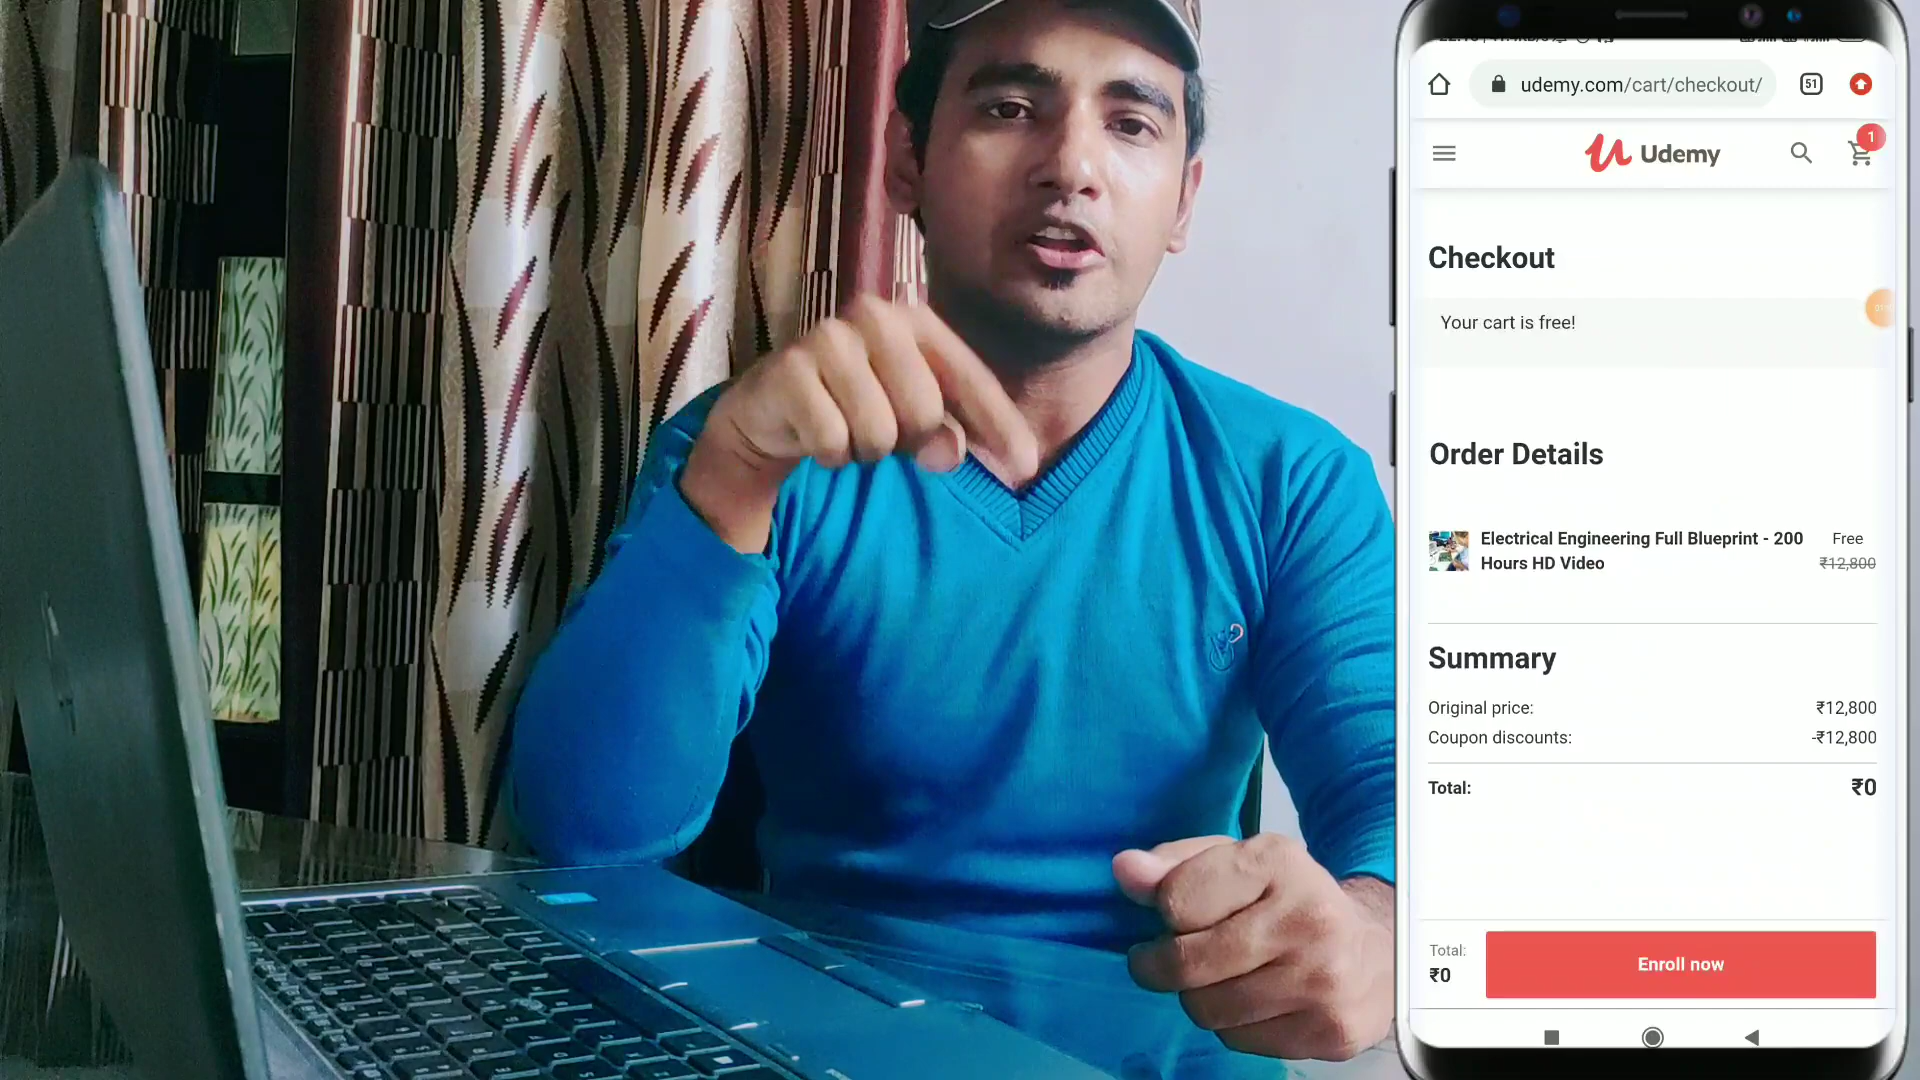 udemy.com/cart/checkout/
51
Udemy
1
Checkout
Your cart is free!
Order Details
Electrical Engineering Full Blueprint - 200
Hours HD Video
Free
₹12,800
Summary
Original price:
₹12,800
Coupon discounts:
-₹12,800
Total:
₹0
Total:
₹0
Enroll now